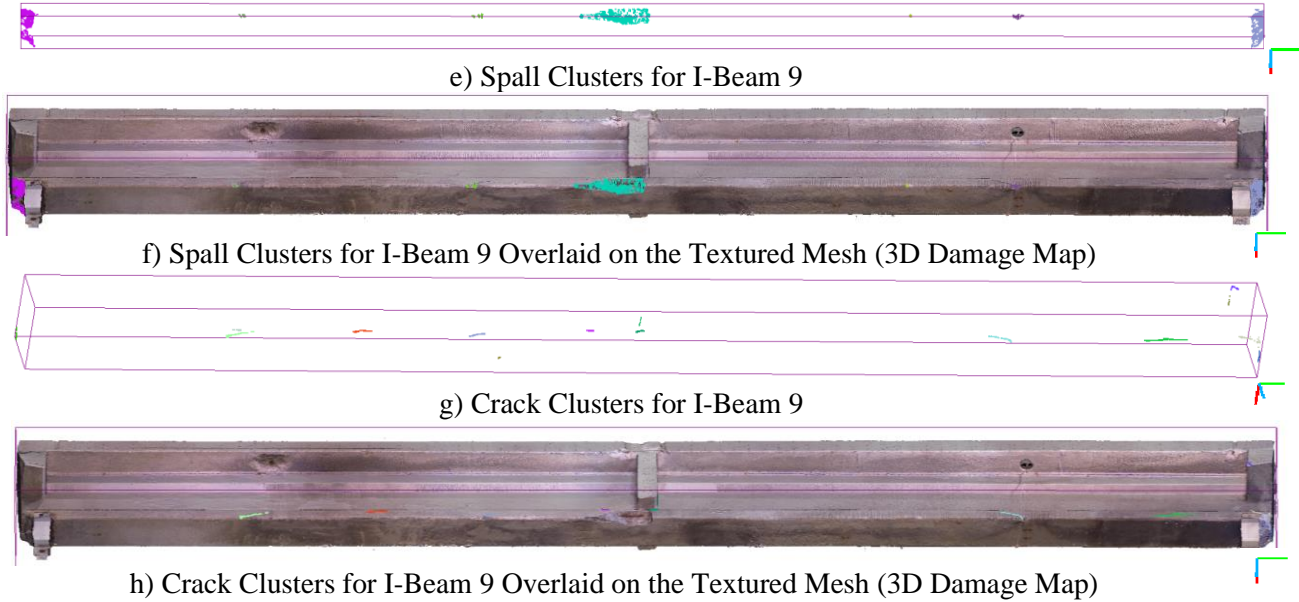 e) Spall Clusters for I-Beam 9
f) Spall Clusters for I-Beam 9 Overlaid on the Textured Mesh (3D Damage Map)
g) Crack Clusters for I-Beam 9
h) Crack Clusters for I-Beam 9 Overlaid on the Textured Mesh (3D Damage Map)